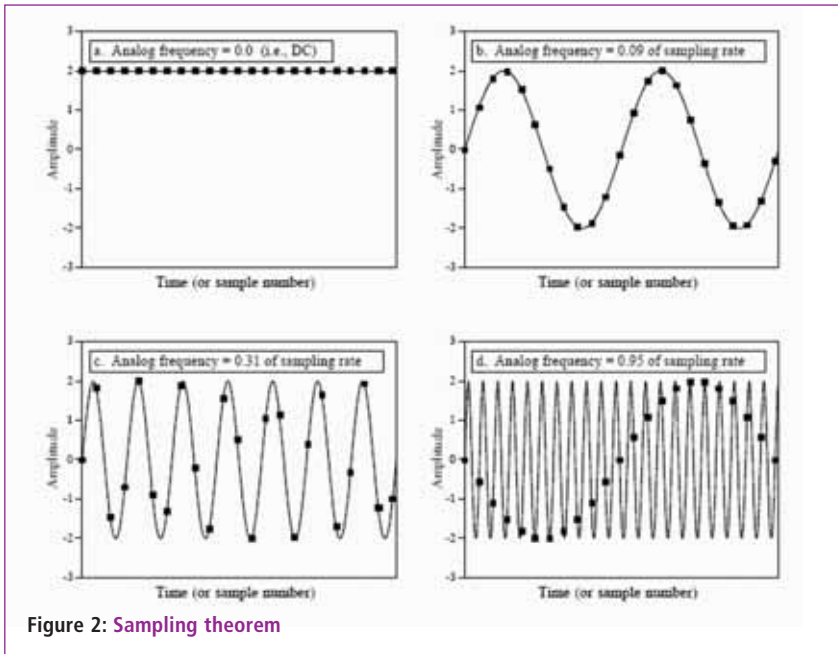 a. Analog frequency = 0.0 (i.e., DC)
3
2
1
0
-1
-2
-3
Amplitude
Time (or sample number)
b. Analog frequency = 0.09 of sampling rate
3
2
1
0
-1
-2
-3
Amplitude
Time (or sample number)
c. Analog frequency = 0.31 of sampling rate
3
2
1
0
-1
-2
-3
Amplitude
Time (or sample number)
d. Analog frequency = 0.95 of sampling rate
3
2
1
0
-1
-2
-3
Amplitude
Time (or sample number)
Figure 2: Sampling theorem